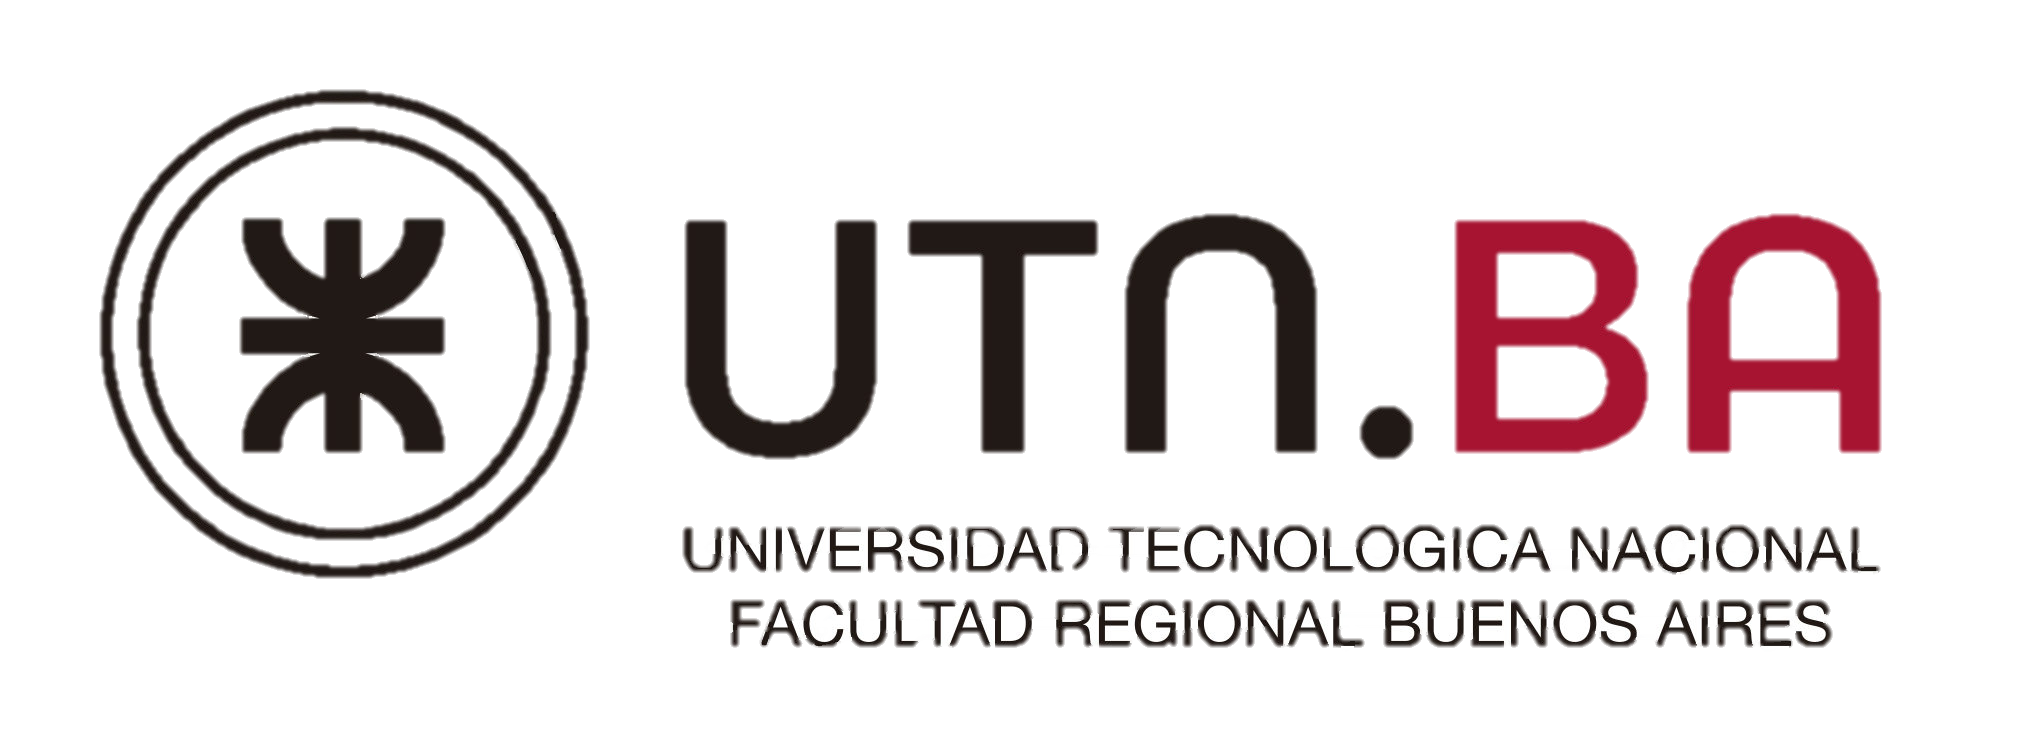 UTN.BA
UNIVERSIDAD TECNOLOGICA NACIONAL
FACULTAD REGIONAL BUENOS AIRES